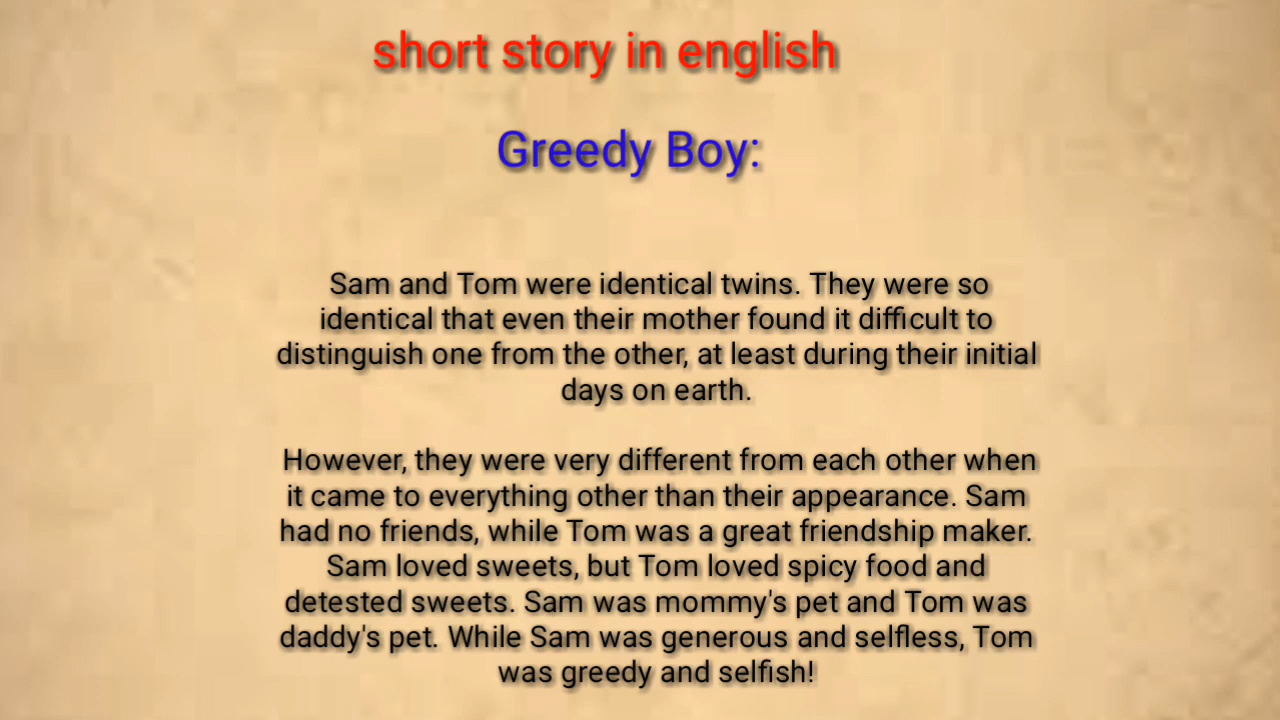 short story in english
Greedy Boy:
Sam and Tom were identical twins. They were so
identical that even their mother found it difficult to
distinguish one from the other, at least during their initial
days on earth.
However, they were very different from each other when
it came to everything other than their appearance. Sam
had no friends, while Tom was a great friendship maker.
Sam loved sweets, but Tom loved spicy food and
detested sweets. Sam was mommy's pet and Tom was
daddy's pet. While Sam was generous and selfless, Tom
was greedy and selfish!